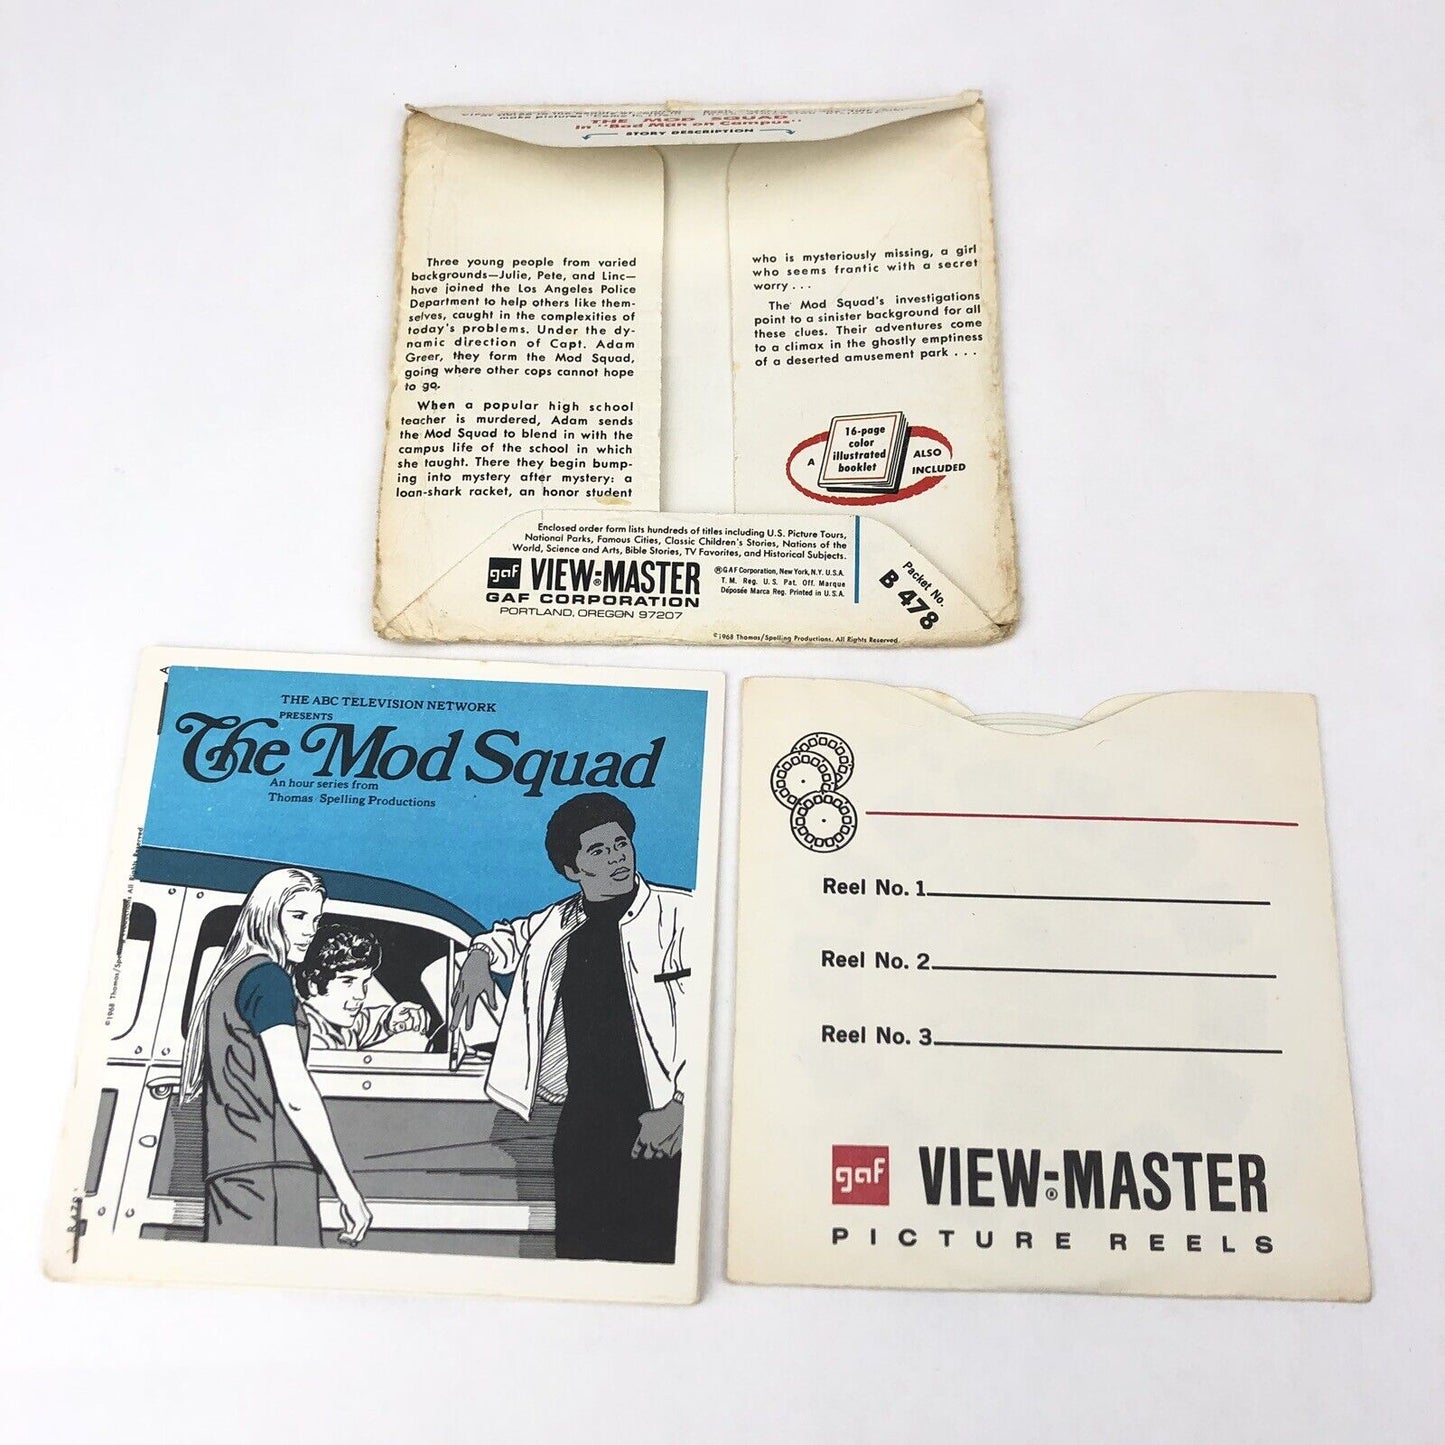 make pictures "come to life"
THE MOD SQUAD
in "Bad Man on Campus"
STORY DESCRIPTION
Three young people from varied
backgrounds—Julie, Pete, and Linc—
have joined the Los Angeles Police
Department to help others like them-
selves, caught in the complexities of
today's problems. Under the dy-
namic direction of Capt. Adam
Greer, they form the Mod Squad,
going where other cops cannot hope
to go.
When a popular high school
teacher is murdered, Adam sends
the Mod Squad to blend in with the
campus life of the school in which
she taught. There they begin bump-
ing into mystery after mystery: a
loan-shark racket, an honor student
who is mysteriously missing, a girl
who seems frantic with a secret
worry . . .
The Mod Squad's investigations
point to a sinister background for all
these clues. Their adventures come
to a climax in the ghostly emptiness
of a deserted amusement park . . .
A
16-page
color
illustrated
booklet
ALSO
INCLUDED
Enclosed order form lists hundreds of titles including U.S. Picture Tours,
National Parks, Famous Cities, Classic Children's Stories, Nations of the
World, Science and Arts, Bible Stories, TV Favorites, and Historical Subjects.
gaf VIEW-MASTER
®
GAF CORPORATION
PORTLAND, OREGON 97207
®GAF Corporation, New York, N.Y. U.S.A.
T. M. Reg. U. S. Pat. Off. Marque
Déposée Marca Reg. Printed in U.S.A.
Packet No.
B 478
©1968 Thomas/Spelling Productions. All Rights Reserved.
THE ABC TELEVISION NETWORK
PRESENTS
The Mod Squad
An hour series from
Thomas/Spelling Productions
©1968 Thomas/Spe
All Rights Reserved
Reel No. 1
Reel No. 2
Reel No. 3
gaf VIEW-MASTER
®
PICTURE REELS